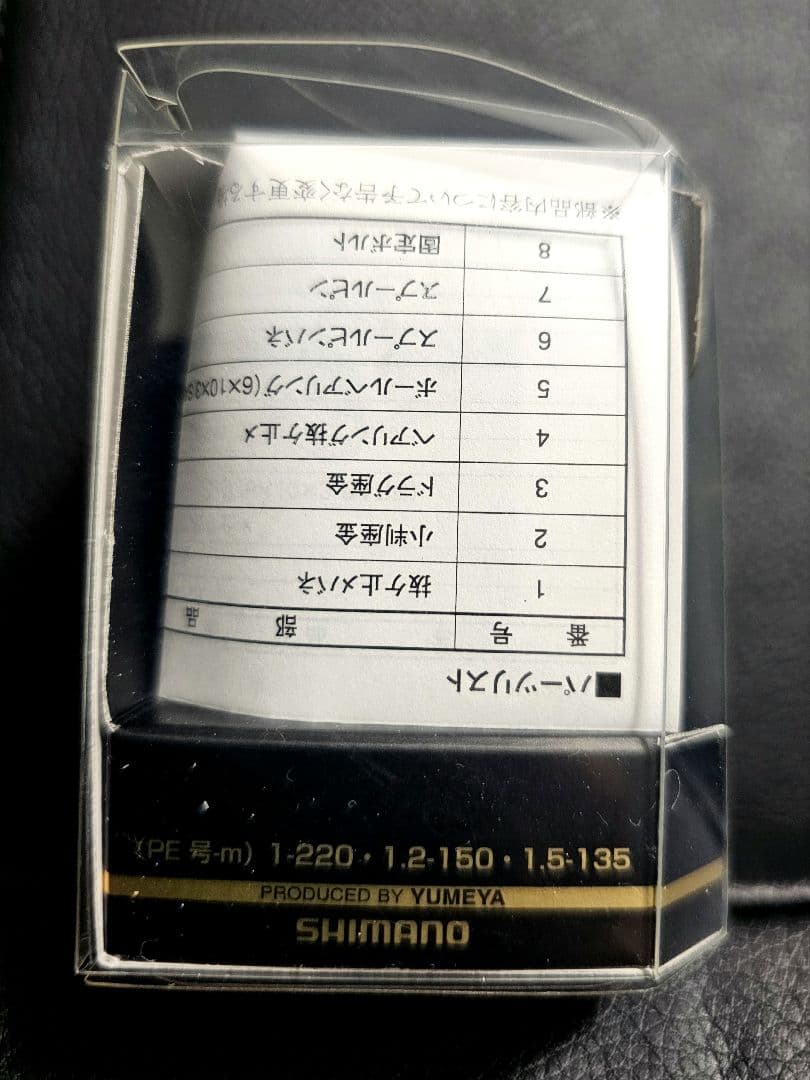 ■パーツリスト
番 号 部 品
1 抜ケ止メバネ
2 小判座金
3 ドラグ座金
4 ベアリング抜ケ止メ
5 ボールベアリング(6×10×3
6 スプールピンバネ
7 スプールピン
8 固定ボルト
※部品内容について予告なく変更する
(PE 号-m) 1-220・1.2-150・1.5-135
PRODUCED BY YUMEYA
SHIMANO